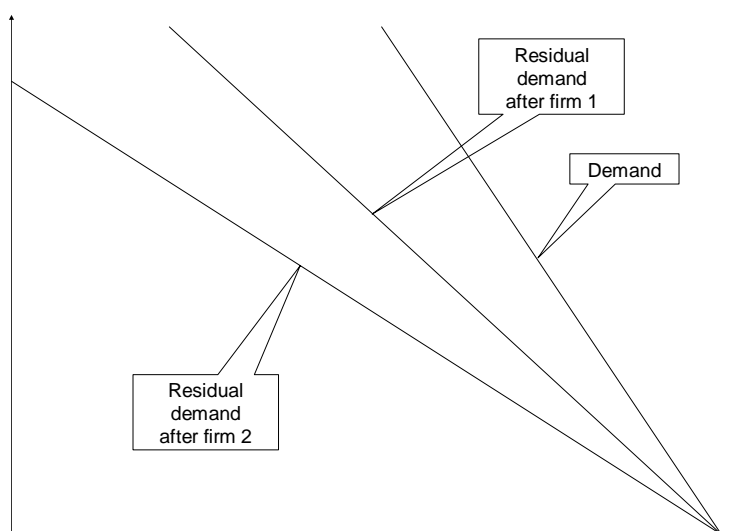 Residual
demand
after firm 1
Demand
Residual
demand
after firm 2